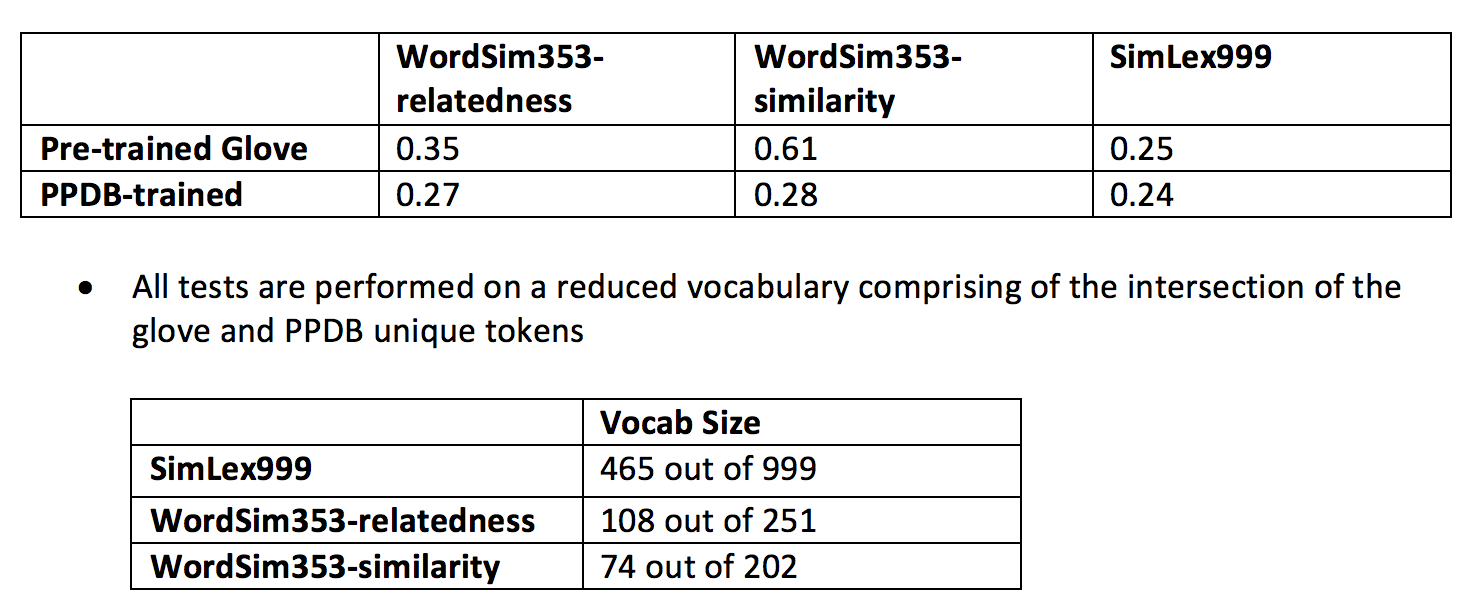 WordSim353-relatedness WordSim353-similarity SimLex999
Pre-trained Glove 0.35 0.61 0.25
PPDB-trained 0.27 0.28 0.24
• All tests are performed on a reduced vocabulary comprising of the intersection of the
glove and PPDB unique tokens
Vocab Size
SimLex999 465 out of 999
WordSim353-relatedness 108 out of 251
WordSim353-similarity 74 out of 202